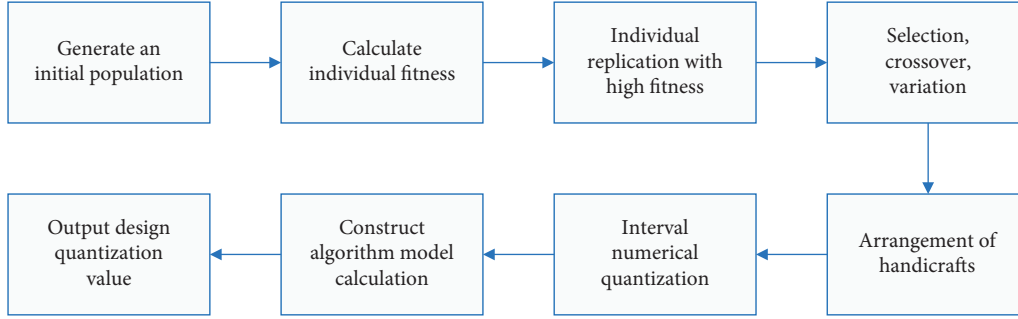 Generate an
initial population
Calculate
individual fitness
Individual
replication with
high fitness
Selection,
crossover,
variation
Arrangement of
handicrafts
Interval
numerical
quantization
Construct
algorithm model
calculation
Output design
quantization
value